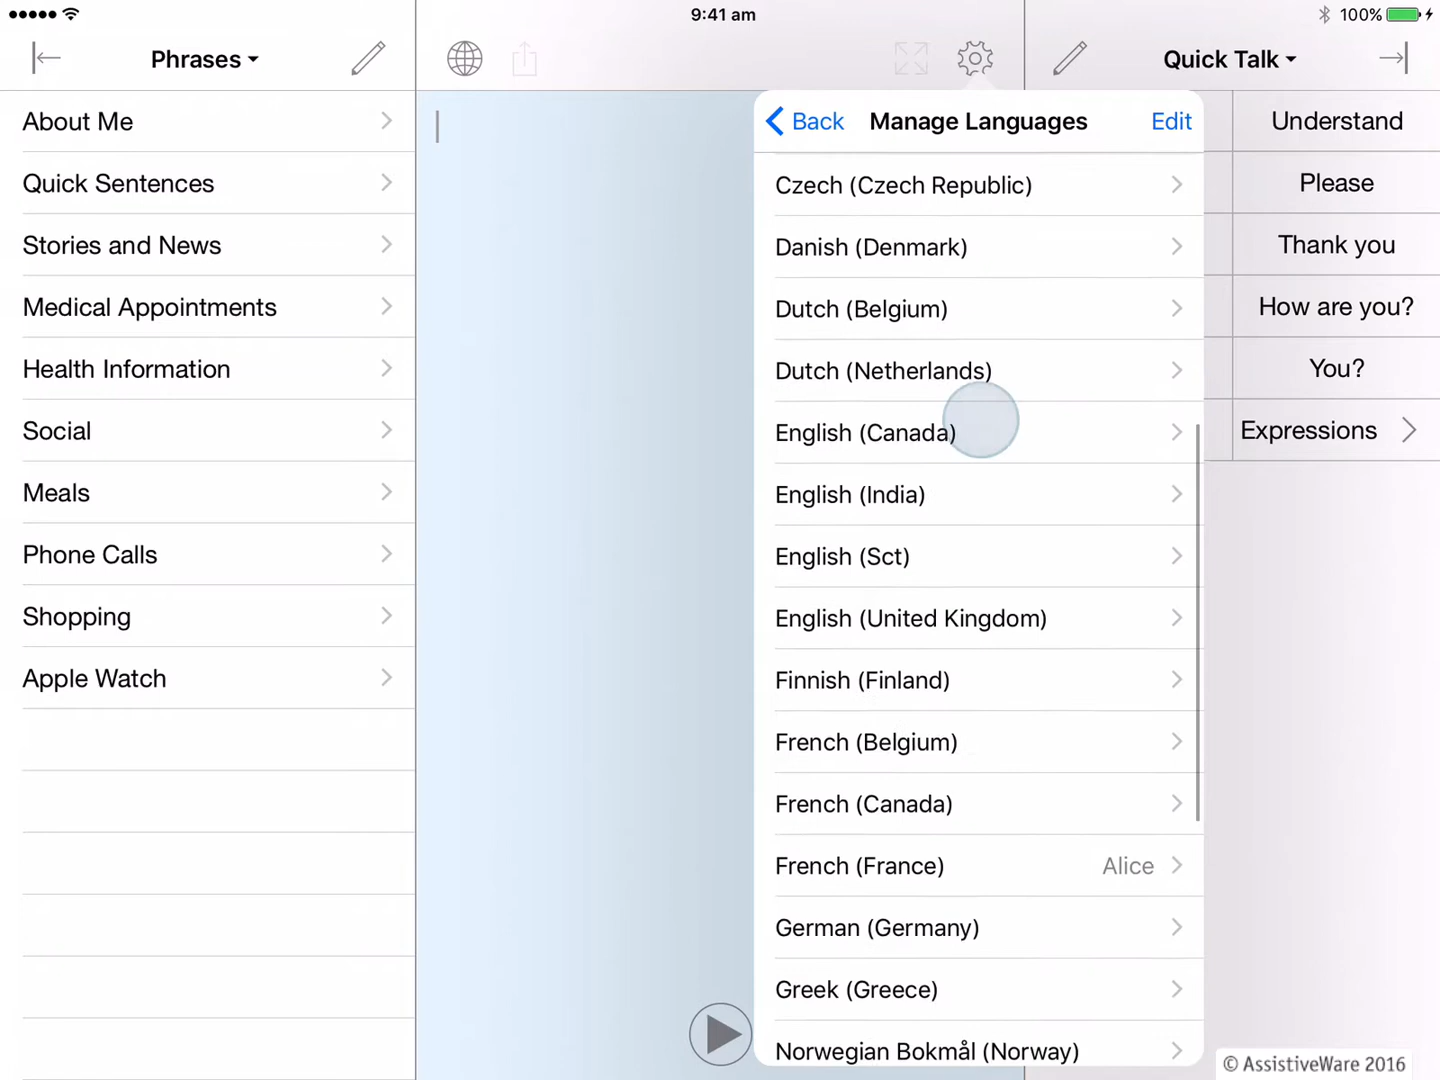 9:41 am
100%
Phrases
Quick Talk
About Me
Quick Sentences
Stories and News
Medical Appointments
Health Information
Social
Meals
Phone Calls
Shopping
Apple Watch
Back
Manage Languages
Edit
Czech (Czech Republic)
Danish (Denmark)
Dutch (Belgium)
Dutch (Netherlands)
English (Canada)
English (India)
English (Sct)
English (United Kingdom)
Finnish (Finland)
French (Belgium)
French (Canada)
French (France) Alice
German (Germany)
Greek (Greece)
Norwegian Bokmål (Norway)
Understand
Please
Thank you
How are you?
You?
Expressions
© AssistiveWare 2016